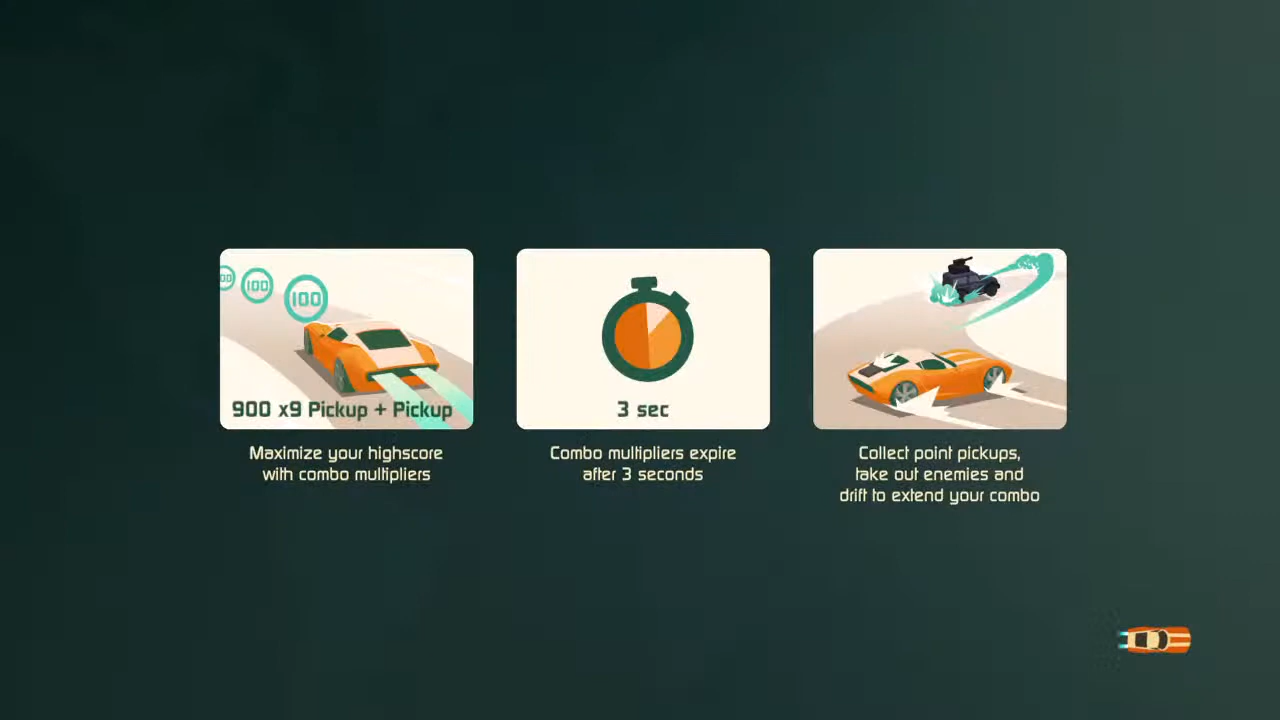 100
100
900 x9 Pickup + Pickup
Maximize your highscore
with combo multipliers
3 sec
Combo multipliers expire
after 3 seconds
Collect point pickups,
take out enemies and
drift to extend your combo